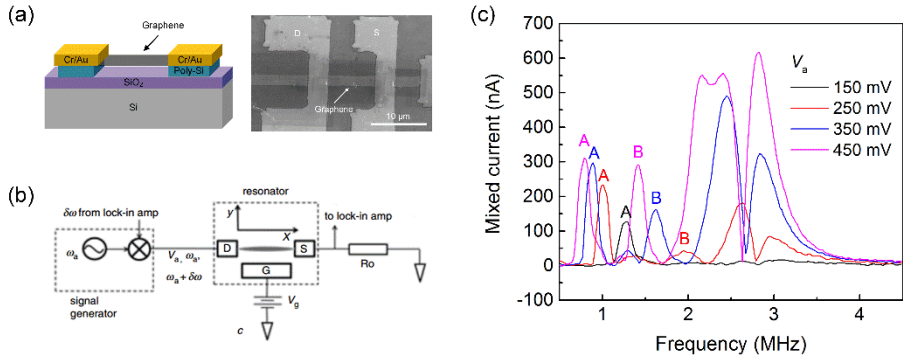 (a)
Graphene
Cr/Au
Cr/Au
Poly-Si
SiO2
Si
D
S
Graphene
10 μm
(b)
δω from lock-in amp
resonator
y
X
to lock-in amp
ωa
D
S
G
Ro
Va, ωa,
ωa + δω
signal
generator
Vg
c
(c)
Mixed current (nA)
700
600
500
400
300
200
100
0
-100
1
2
3
4
Frequency (MHz)
A
A
A
A
B
B
B
Va
150 mV
250 mV
350 mV
450 mV